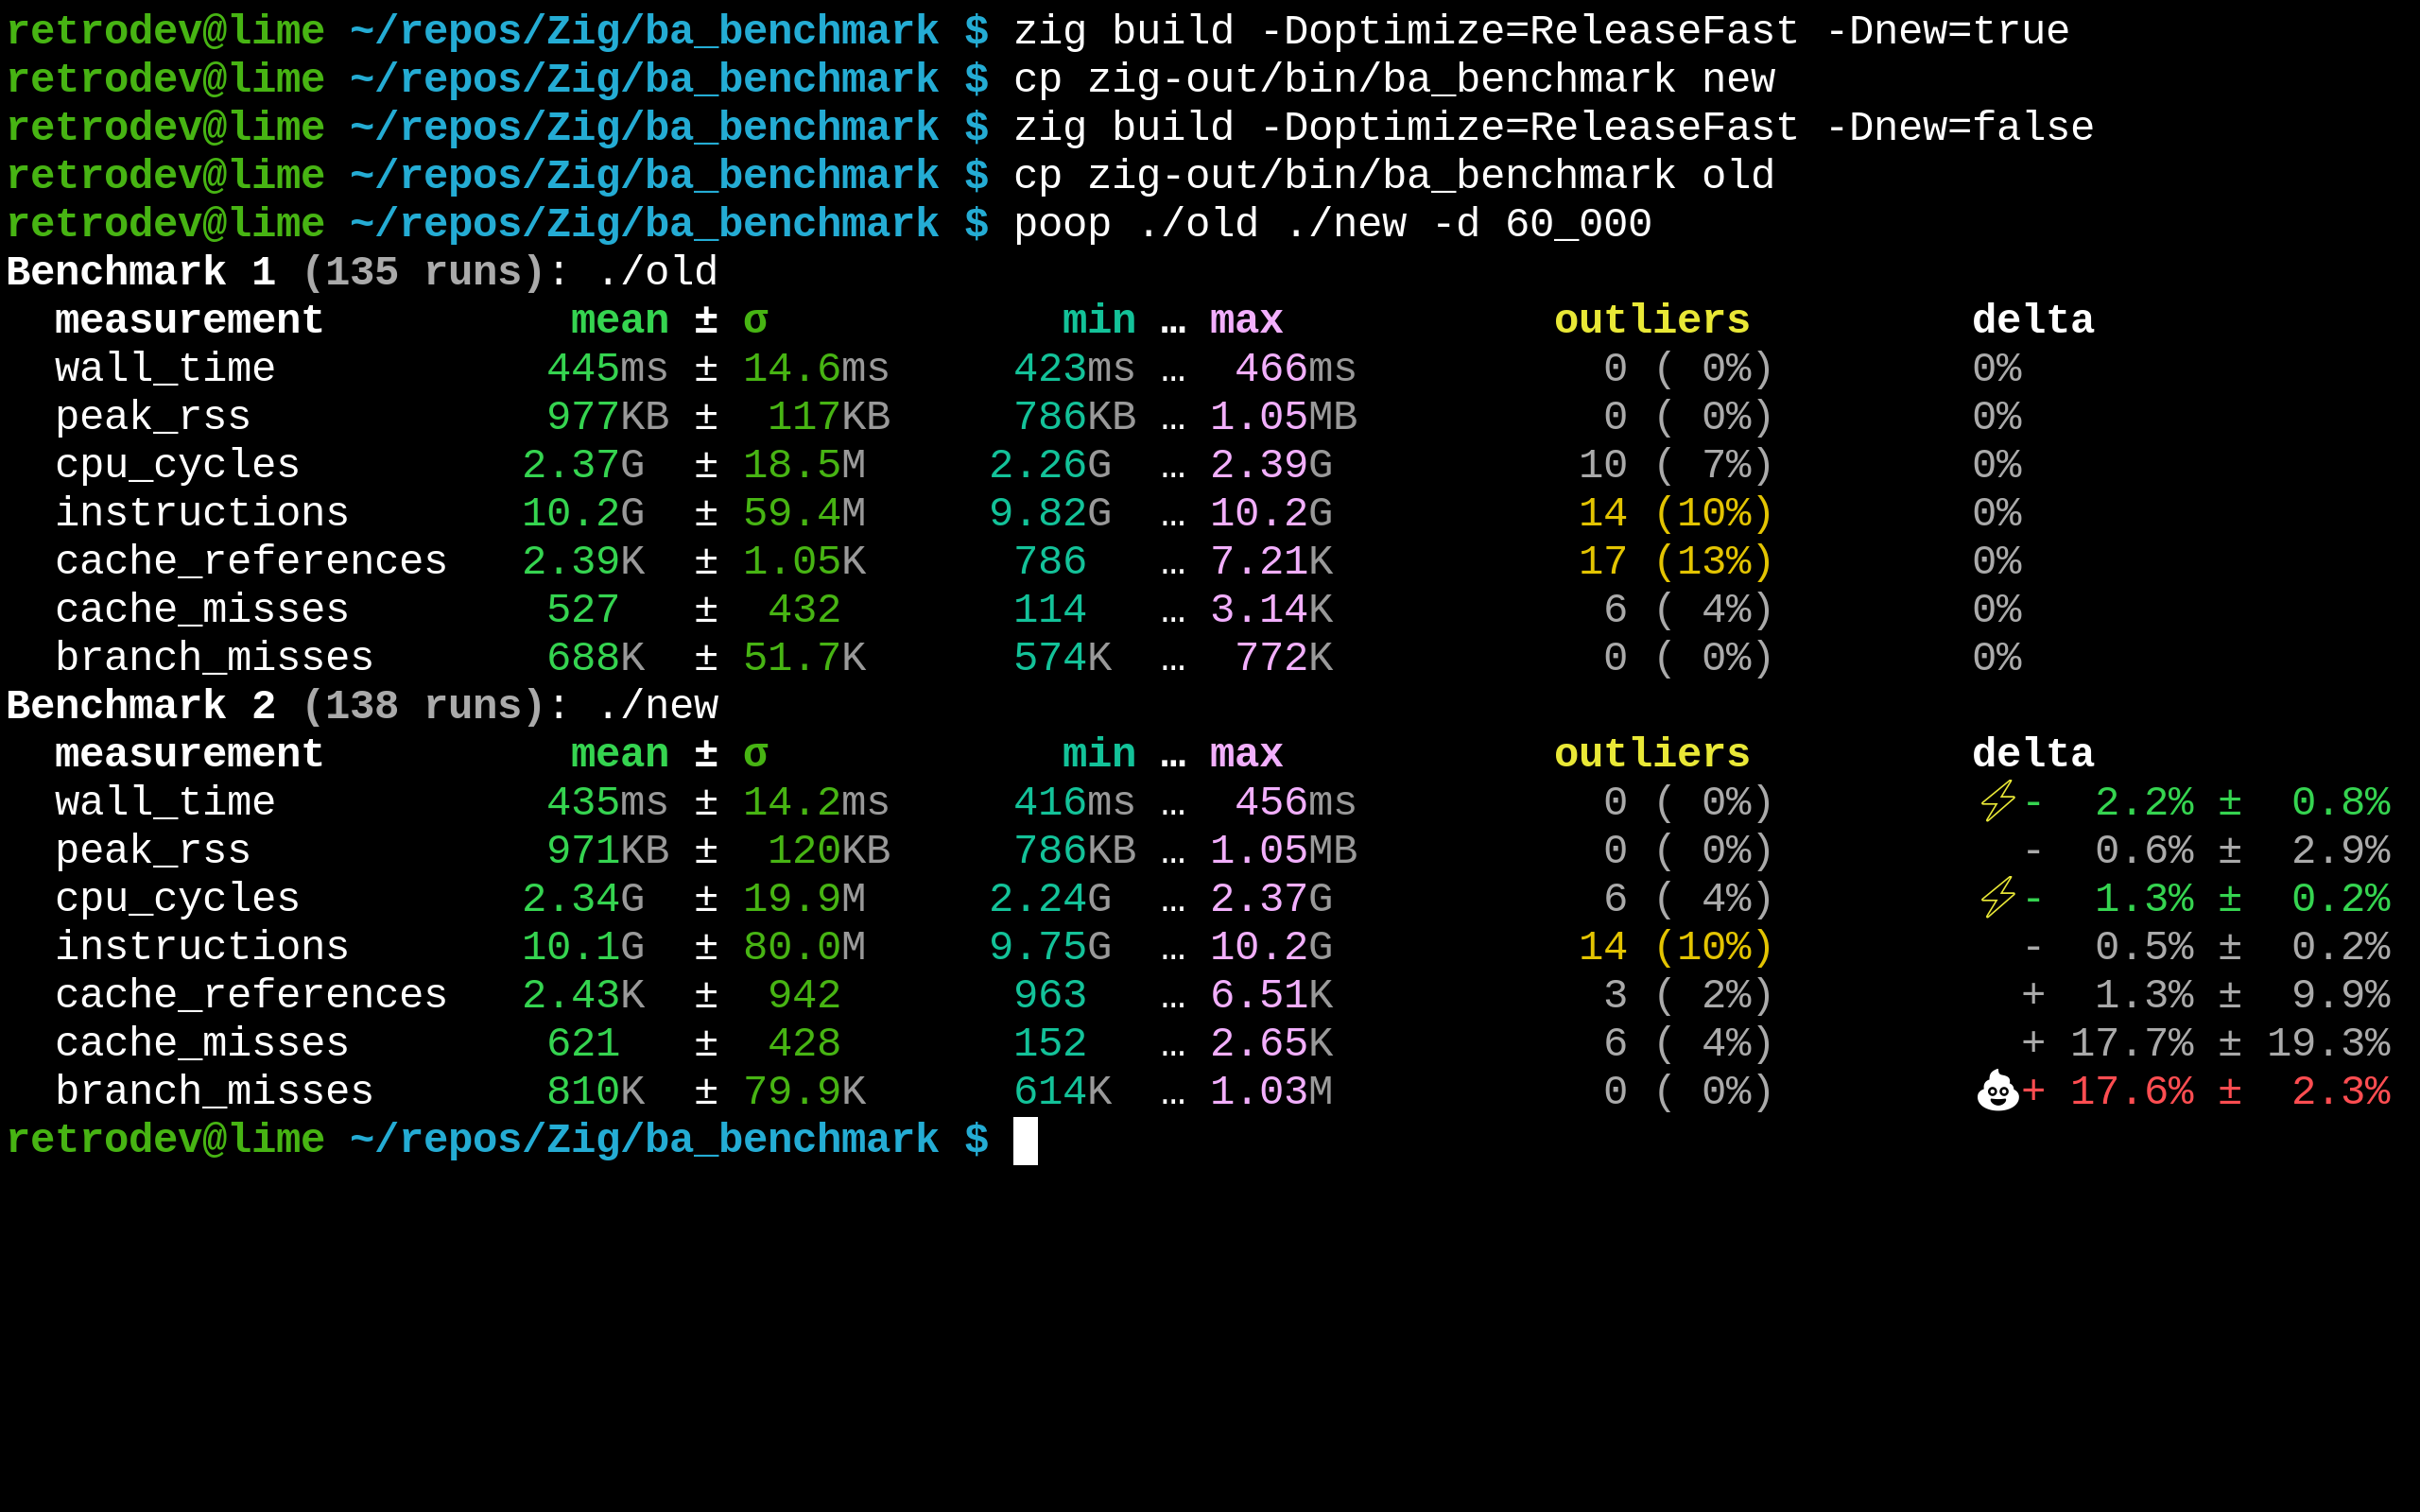 retrodev@lime ~/repos/Zig/ba_benchmark $ zig build -Doptimize=ReleaseFast -Dnew=true
retrodev@lime ~/repos/Zig/ba_benchmark $ cp zig-out/bin/ba_benchmark new
retrodev@lime ~/repos/Zig/ba_benchmark $ zig build -Doptimize=ReleaseFast -Dnew=false
retrodev@lime ~/repos/Zig/ba_benchmark $ cp zig-out/bin/ba_benchmark old
retrodev@lime ~/repos/Zig/ba_benchmark $ poop ./old ./new -d 60_000
Benchmark 1 (135 runs): ./old
  measurement          mean ± σ            min … max           outliers         delta
  wall_time           445ms ± 14.6ms     423ms …  466ms          0 ( 0%)        0%
  peak_rss            977KB ±  117KB     786KB … 1.05MB          0 ( 0%)        0%
  cpu_cycles         2.37G  ± 18.5M     2.26G  … 2.39G          10 ( 7%)        0%
  instructions       10.2G  ± 59.4M     9.82G  … 10.2G          14 (10%)        0%
  cache_references   2.39K  ± 1.05K      786   … 7.21K          17 (13%)        0%
  cache_misses        527   ±  432       114   … 3.14K           6 ( 4%)        0%
  branch_misses       688K  ± 51.7K      574K  …  772K           0 ( 0%)        0%
Benchmark 2 (138 runs): ./new
  measurement          mean ± σ            min … max           outliers         delta
  wall_time           435ms ± 14.2ms     416ms …  456ms          0 ( 0%)        ⚡-  2.2% ±  0.8%
  peak_rss            971KB ±  120KB     786KB … 1.05MB          0 ( 0%)          -  0.6% ±  2.9%
  cpu_cycles         2.34G  ± 19.9M     2.24G  … 2.37G           6 ( 4%)        ⚡-  1.3% ±  0.2%
  instructions       10.1G  ± 80.0M     9.75G  … 10.2G          14 (10%)          -  0.5% ±  0.2%
  cache_references   2.43K  ±  942       963   … 6.51K           3 ( 2%)          +  1.3% ±  9.9%
  cache_misses        621   ±  428       152   … 2.65K           6 ( 4%)          + 17.7% ± 19.3%
  branch_misses       810K  ± 79.9K      614K  … 1.03M           0 ( 0%)        💩+ 17.6% ±  2.3%
retrodev@lime ~/repos/Zig/ba_benchmark $